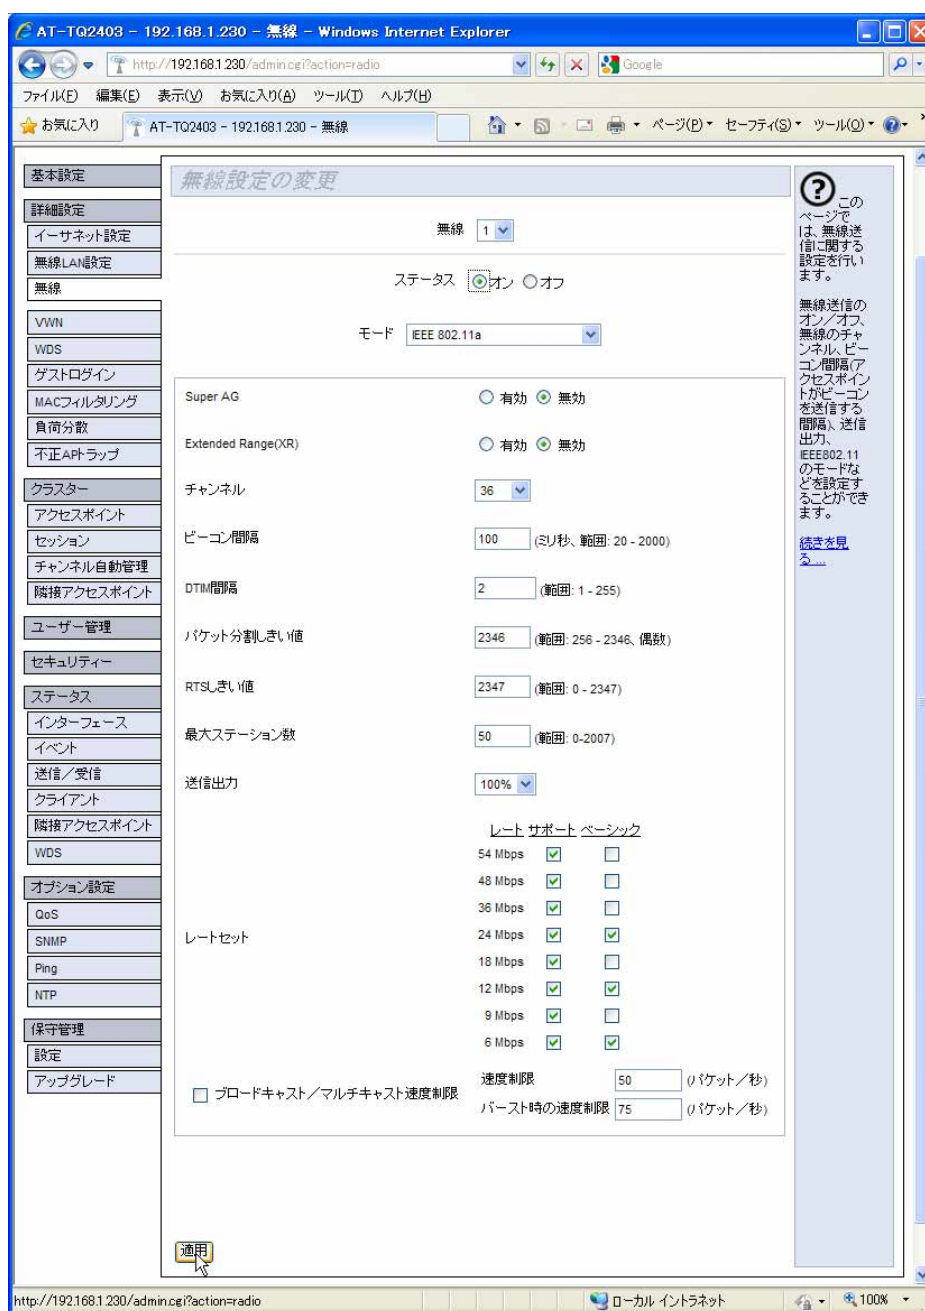 AT-TQ2403 - 192.168.1.230 - 無線 - Windows Internet Explorer
http://192.168.1.230/admin.cgi?action=radio
Google
ファイル(F) 編集(E) 表示(V) お気に入り(A) ツール(T) ヘルプ(H)
お気に入り
AT-TQ2403 - 192.168.1.230 - 無線
ページ(P) セーフティ(S) ツール(O)
基本設定
詳細設定
イーサネット設定
無線LAN設定
無線
VWN
WDS
ゲストログイン
MACフィルタリング
負荷分散
不正APトラップ
クラスター
アクセスポイント
セッション
チャンネル自動管理
隣接アクセスポイント
ユーザー管理
セキュリティー
ステータス
インターフェース
イベント
送信/受信
クライアント
隣接アクセスポイント
WDS
オプション設定
QoS
SNMP
Ping
NTP
保守管理
設定
アップグレード
無線設定の変更
無線 1
ステータス オン オフ
モード IEEE 802.11a
Super AG 有効 無効
Extended Range(XR) 有効 無効
チャンネル 36
ビーコン間隔 100 (ミリ秒、範囲: 20 - 2000)
DTIM間隔 2 (範囲: 1 - 255)
パケット分割しきい値 2346 (範囲: 256 - 2346、偶数)
RTSしきい値 2347 (範囲: 0 - 2347)
最大ステーション数 50 (範囲: 0-2007)
送信出力 100%
レート サポート ベーシック
54 Mbps
48 Mbps
36 Mbps
レートセット 24 Mbps
18 Mbps
12 Mbps
9 Mbps
6 Mbps
ブロードキャスト/マルチキャスト速度制限
速度制限 50 (パケット/秒)
バースト時の速度制限 75 (パケット/秒)
適用
この
ページで
は、無線送
信に関する
設定を行い
ます。
無線送信の
オン/オフ、
無線のチャ
ンネル、ビー
コン間隔(ア
クセスポイン
トがビーコン
を送信する
間隔)、送信
出力、
IEEE802.11
のモードな
どを設定す
ることができ
ます。
続きを見
る ...
http://192.168.1.230/admin.cgi?action=radio
ローカル イントラネット
100%